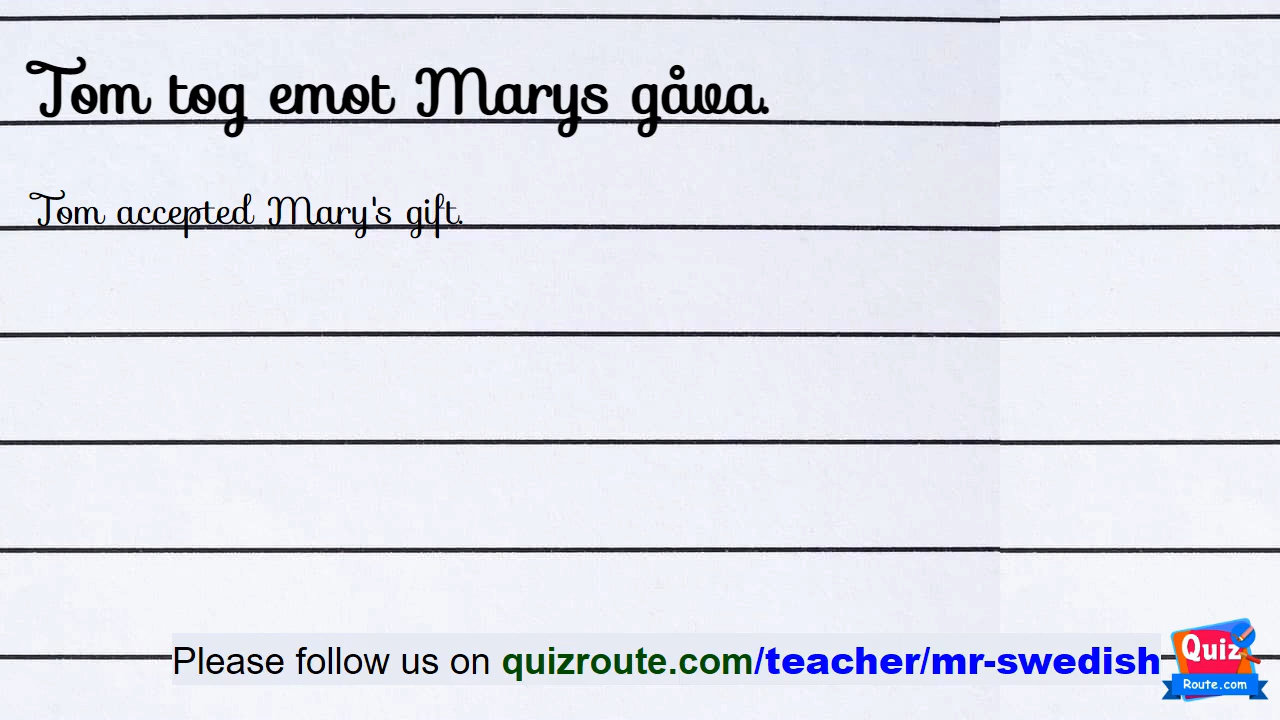 Tom tog emot Marys gåva.
Tom accepted Mary's gift.
Please follow us on quizroute.com/teacher/mr-swedish
Quiz
Route.com